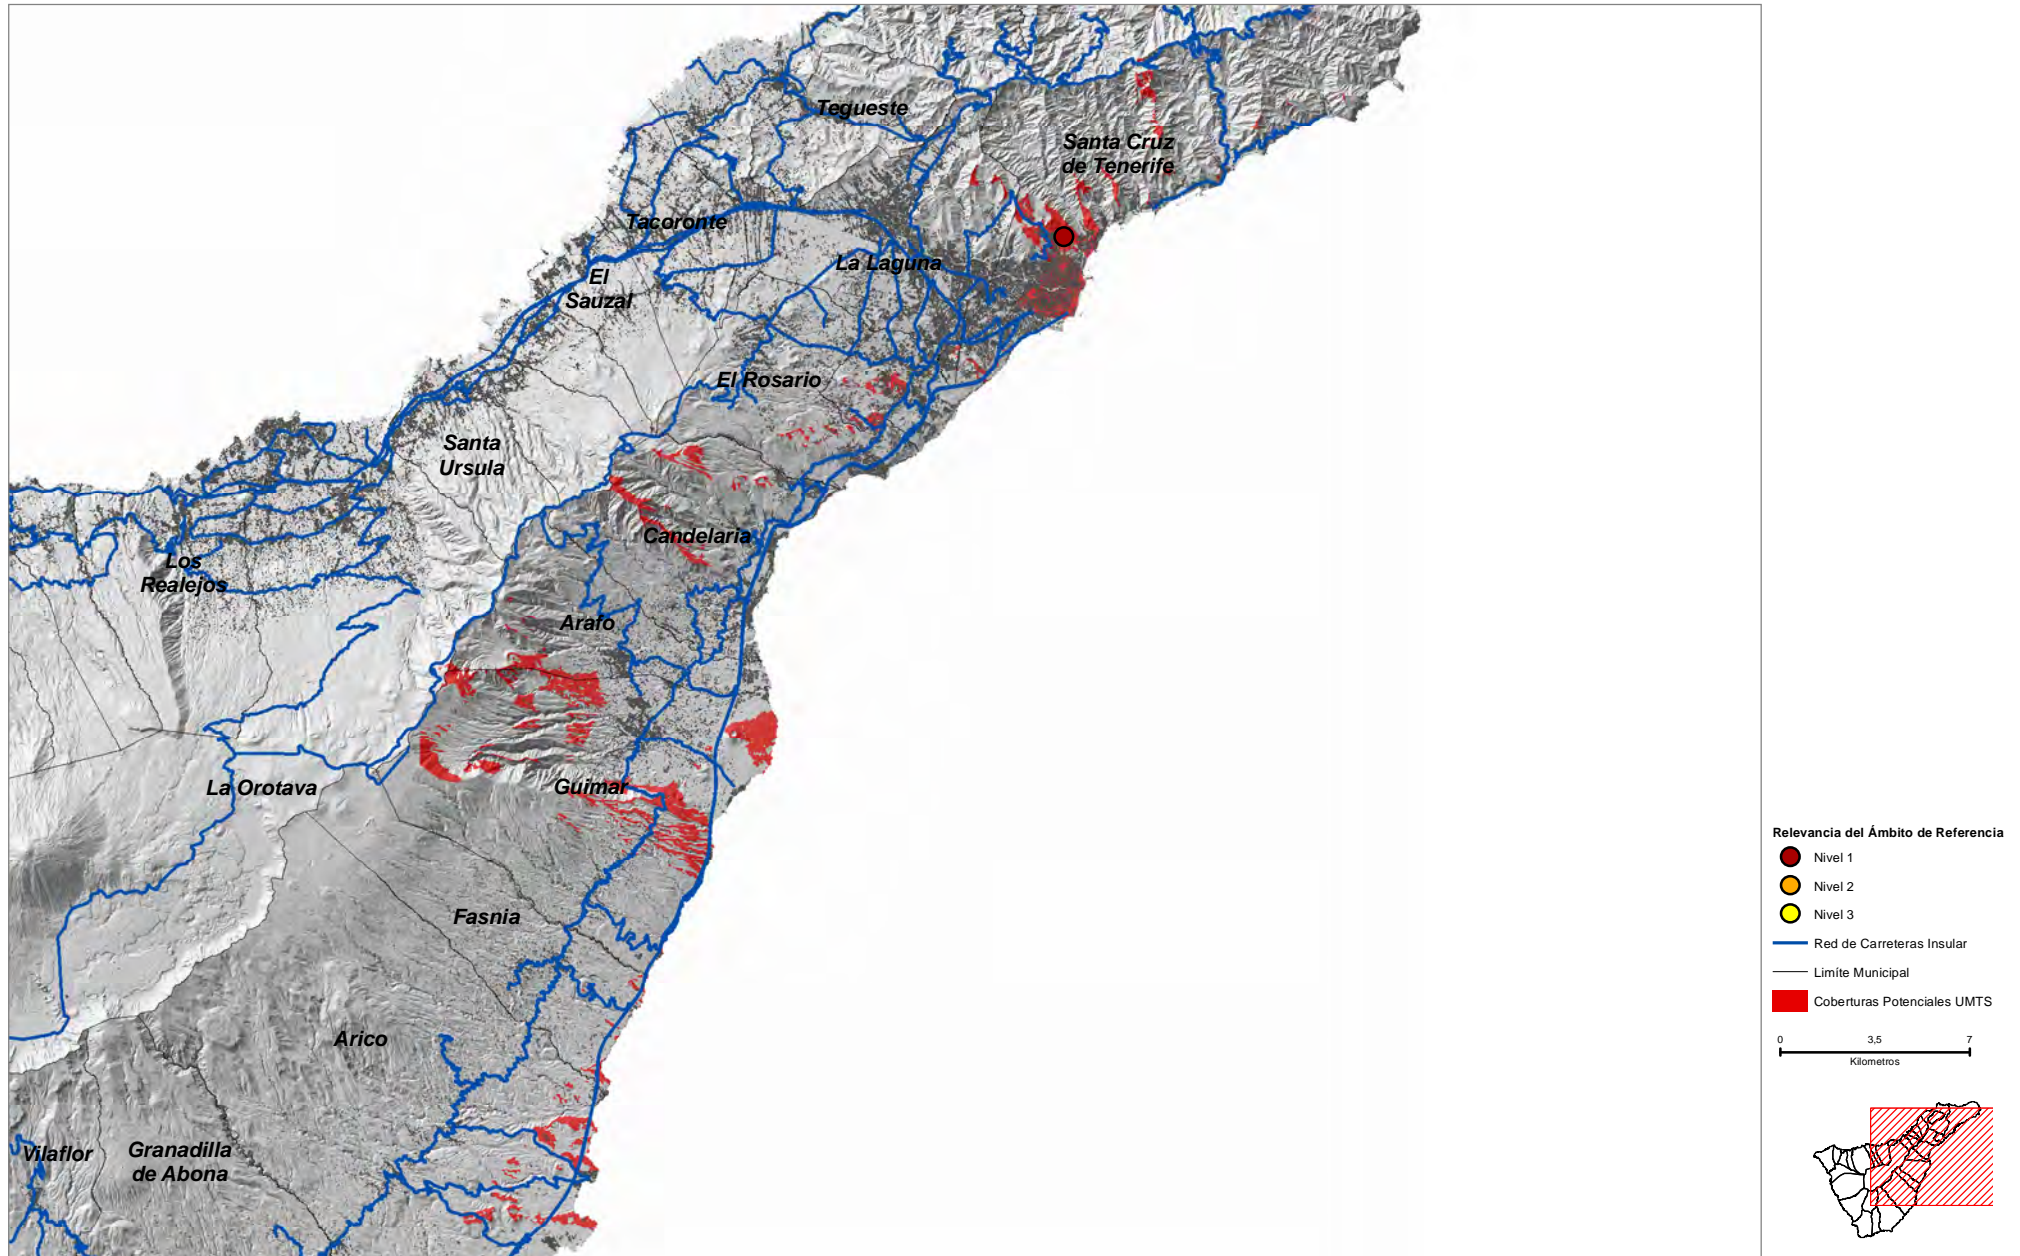 Tegueste
Santa Cruz
de Tenerife
Tacoronte
La Laguna
El
Sauzal
El Rosario
Santa
Ursula
Candelaria
Los
Realejos
Arafo
La Orotava
Guimar
Fasnia
Arico
Vilaflor
Granadilla
de Abona
Relevancia del Ámbito de Referencia
Nivel 1
Nivel 2
Nivel 3
Red de Carreteras Insular
Limíte Municipal
Coberturas Potenciales UMTS
0 3,5 7
Kilometros